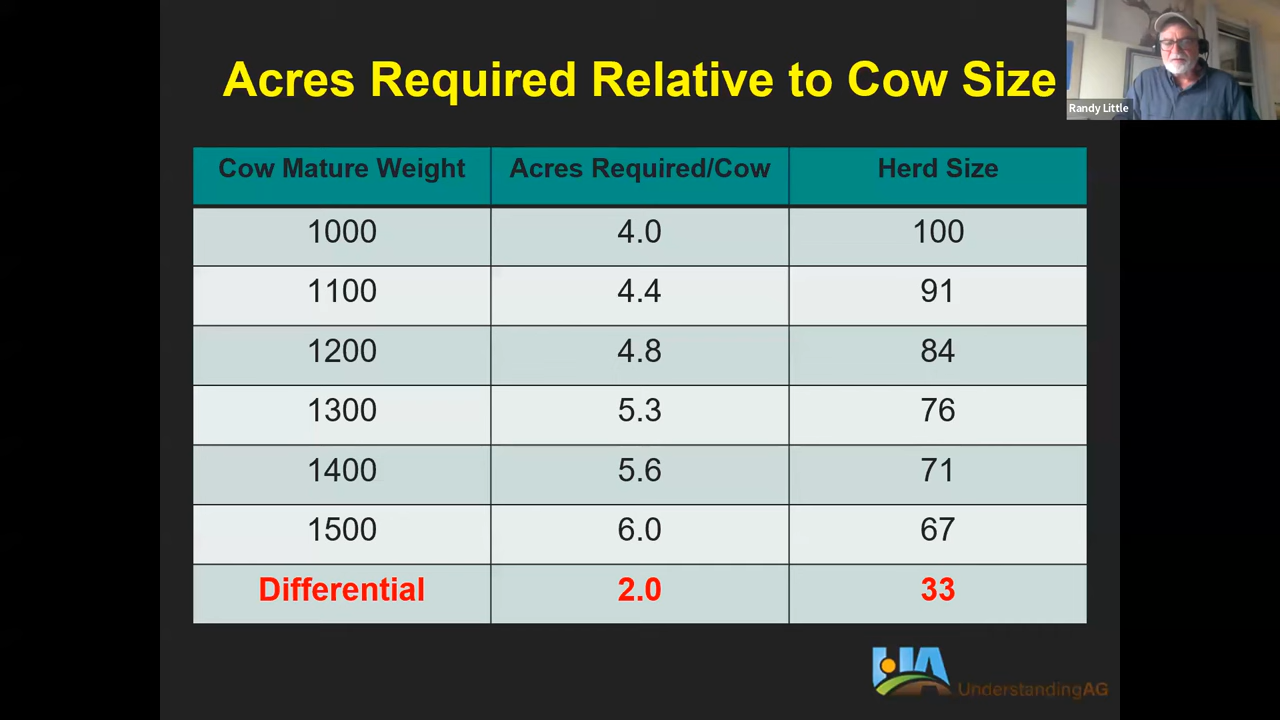 Acres Required Relative to Cow Size
Randy Little
Cow Mature Weight Acres Required/Cow Herd Size
1000 4.0 100
1100 4.4 91
1200 4.8 84
1300 5.3 76
1400 5.6 71
1500 6.0 67
Differential 2.0 33
UA
UnderstandingAG